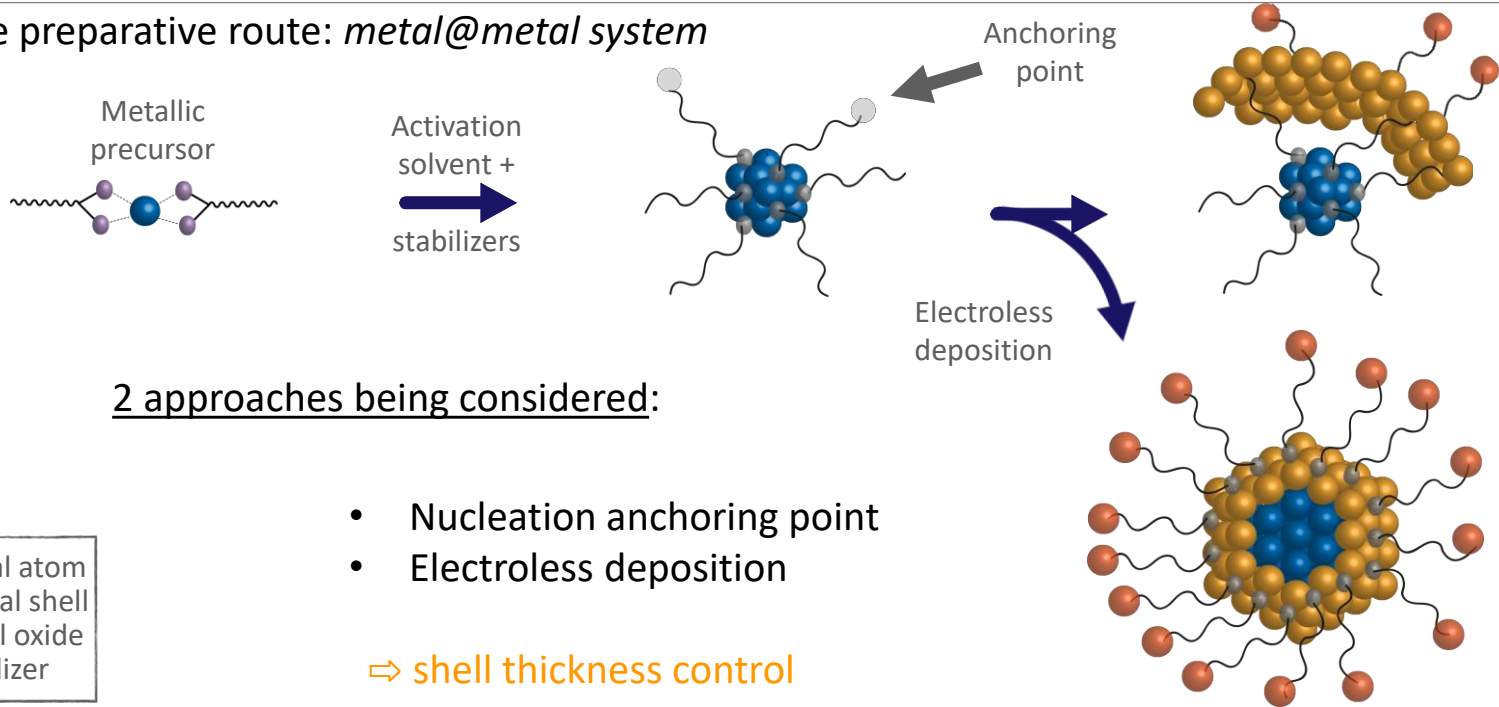 e preparative route: metal@metal system
Metallic
precursor
Activation
solvent +
stabilizers
Anchoring
point
Electroless
deposition
2 approaches being considered:
• Nucleation anchoring point
• Electroless deposition
⇨ shell thickness control
al atom
al shell
l oxide
lizer